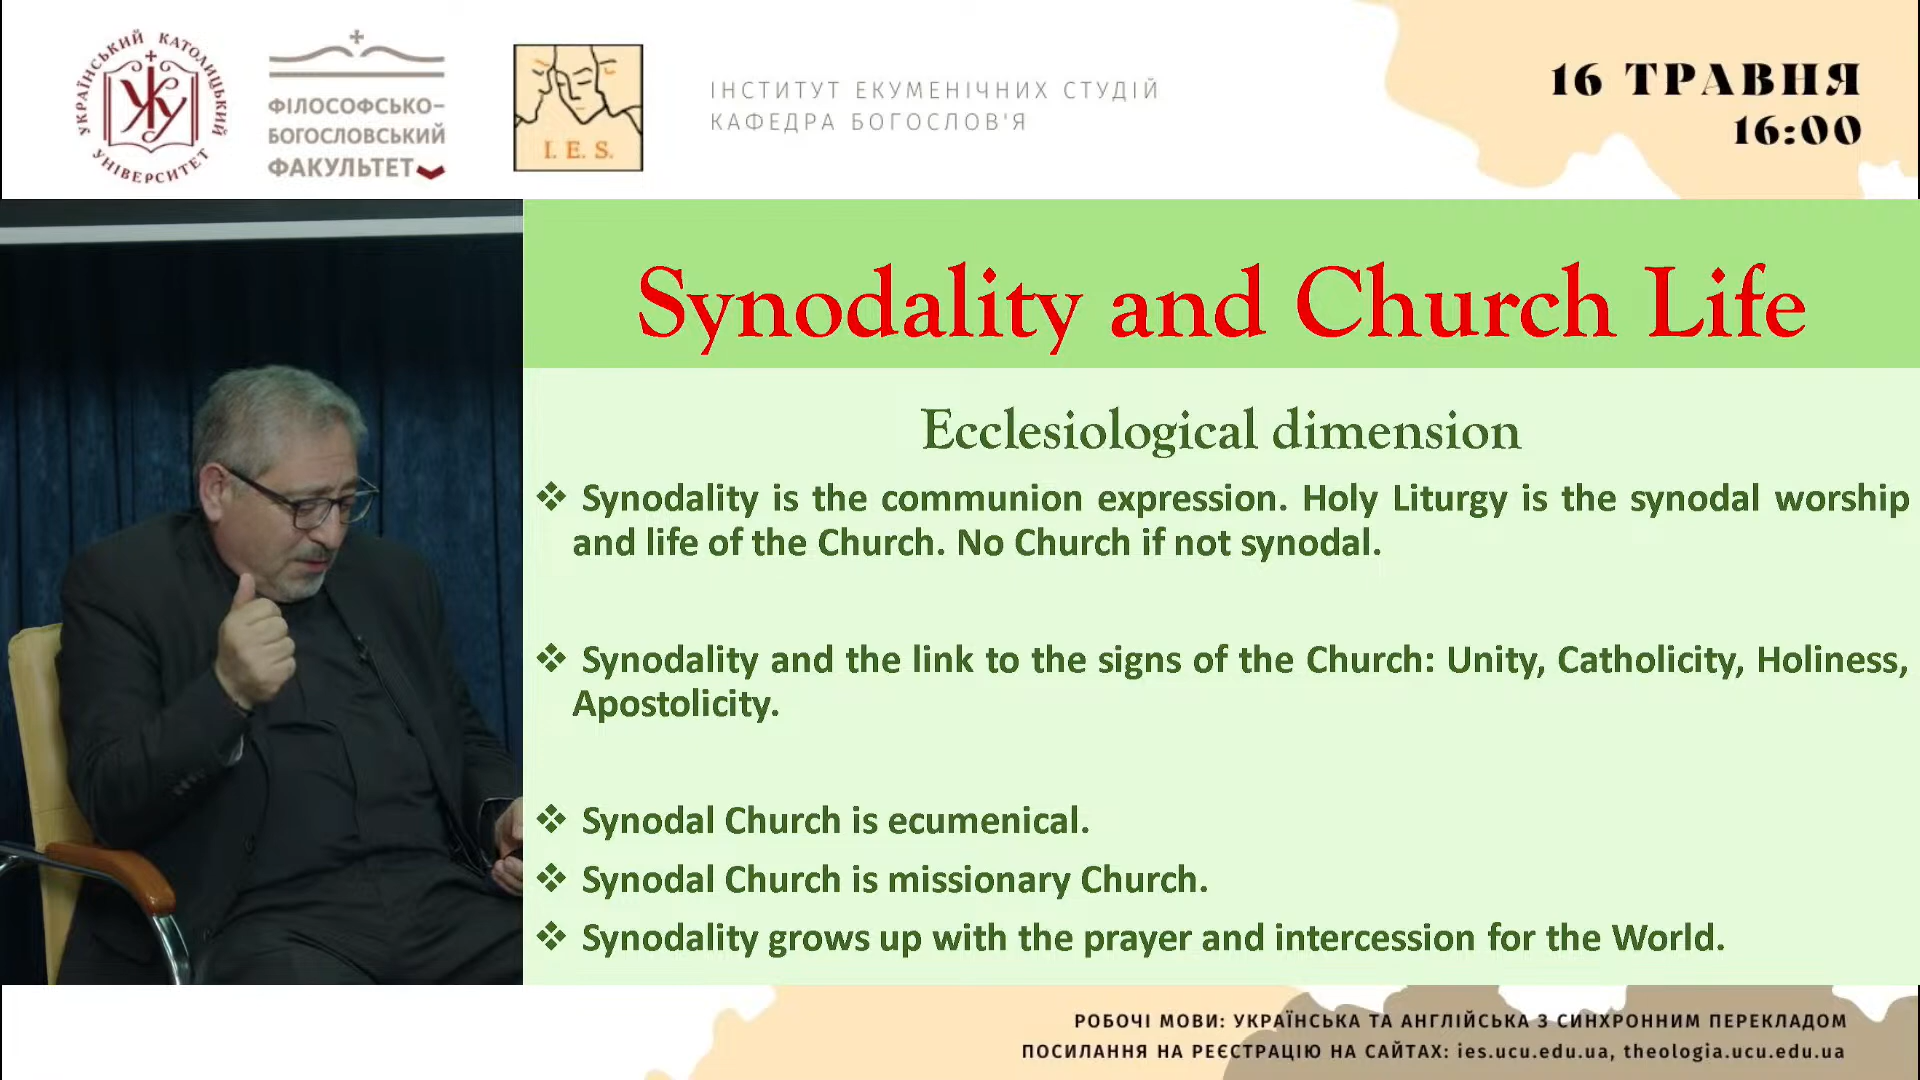 УКРАЇНСЬКИЙ КАТОЛИЦЬКИЙ
УНІВЕРСИТЕТ
ФІЛОСОФСЬКО-
БОГОСЛОВСЬКИЙ
ФАКУЛЬТЕТ
I. E. S.
ІНСТИТУТ ЕКУМЕНІЧНИХ СТУДІЙ
КАФЕДРА БОГОСЛОВ'Я
16 ТРАВНЯ
16:00
Synodality and Church Life
Ecclesiological dimension
❖ Synodality is the communion expression. Holy Liturgy is the synodal worship
and life of the Church. No Church if not synodal.
❖ Synodality and the link to the signs of the Church: Unity, Catholicity, Holiness,
Apostolicity.
❖ Synodal Church is ecumenical.
❖ Synodal Church is missionary Church.
❖ Synodality grows up with the prayer and intercession for the World.
РОБОЧІ МОВИ: УКРАЇНСЬКА ТА АНГЛІЙСЬКА З СИНХРОННИМ ПЕРЕКЛАДОМ
ПОСИЛАННЯ НА РЕЄСТРАЦІЮ НА САЙТАХ: ies.ucu.edu.ua, theologia.ucu.edu.ua